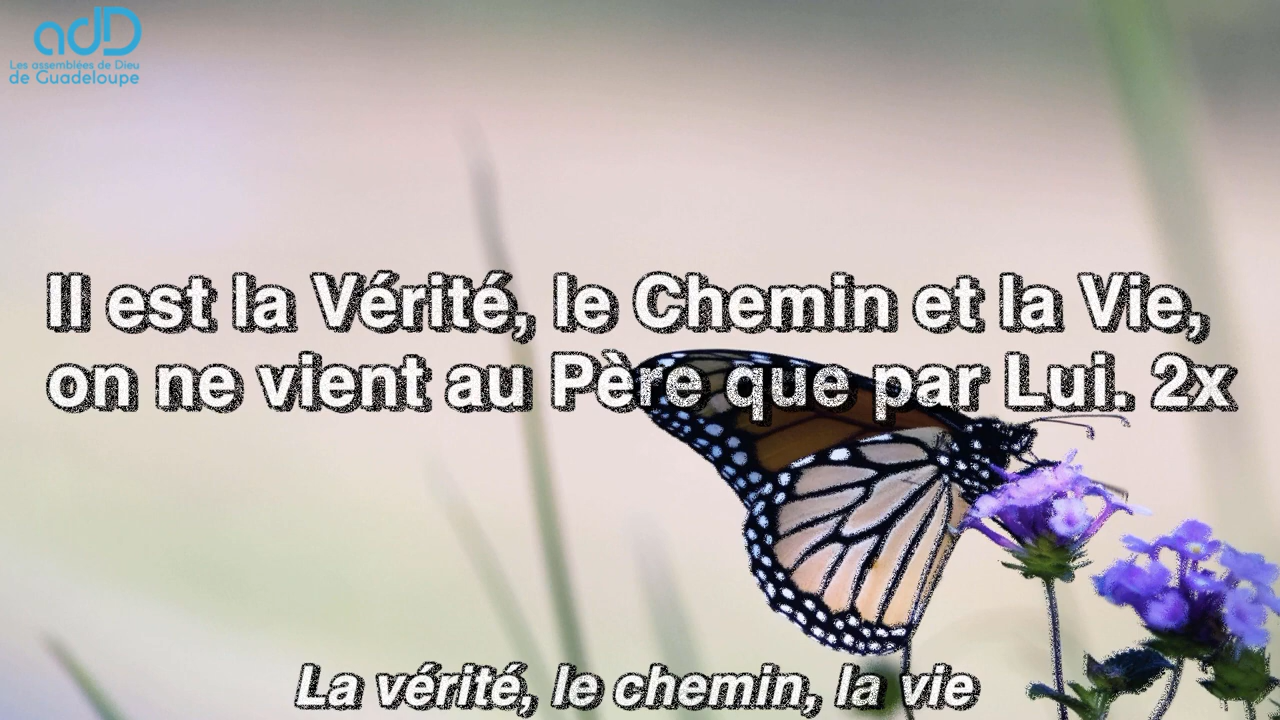 adD
Les assemblées de Dieu
de Guadeloupe
Il est la Vérité, le Chemin et la Vie,
on ne vient au Père que par Lui. 2x
La vérité, le chemin, la vie